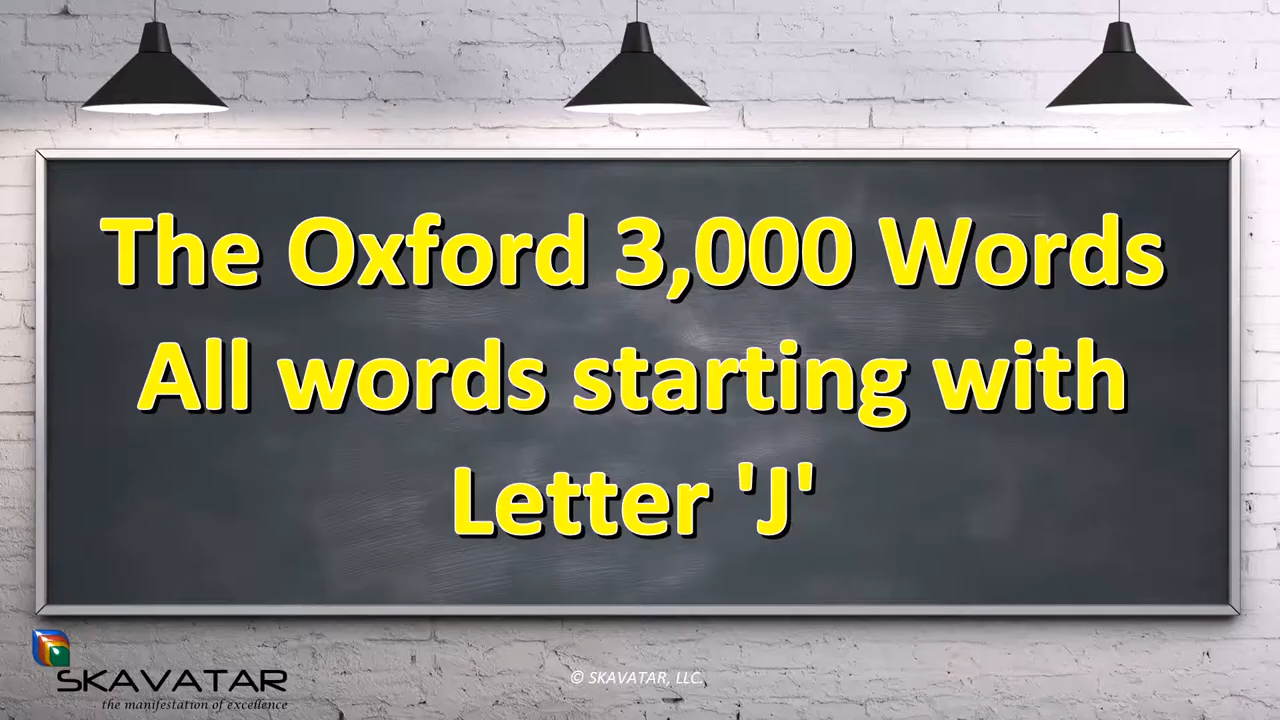 The Oxford 3,000 Words
All words starting with
Letter 'J'
SKAVATAR
the manifestation of excellence
© SKAVATAR, LLC.